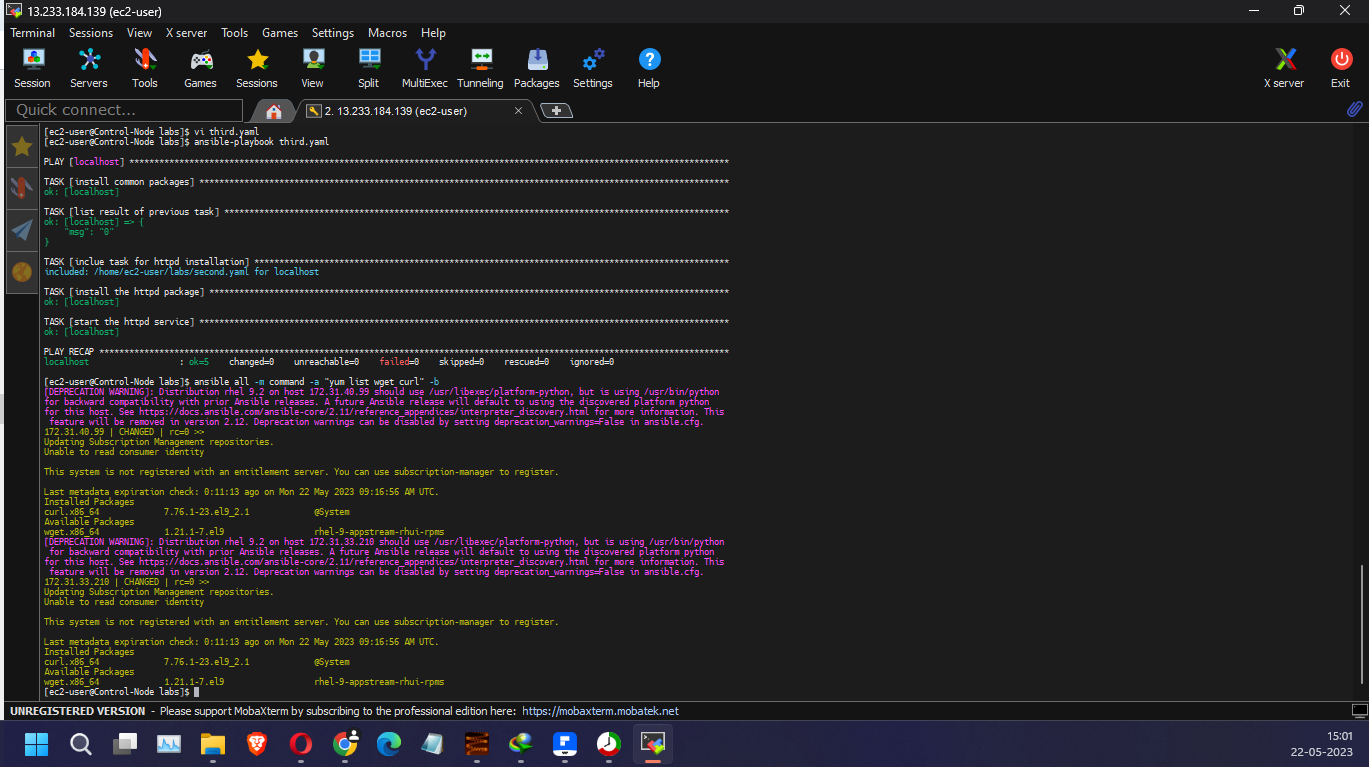 13.233.184.139 (ec2-user)
Terminal Sessions View X server Tools Games Settings Macros Help
Session Servers Tools Games Sessions View Split MultiExec Tunneling Packages Settings Help X server Exit
Quick connect... 2. 13.233.184.139 (ec2-user)
[ec2-user@Control-Node labs]$ vi third.yaml
[ec2-user@Control-Node labs]$ ansible-playbook third.yaml
PLAY [localhost] ************************************************************************************************************************
TASK [install common packages] **********************************************************************************************************
ok: [localhost]
TASK [list result of previous task] *****************************************************************************************************
ok: [localhost] => {
    "msg": "0"
}
TASK [inclue task for httpd installation] ***********************************************************************************************
included: /home/ec2-user/labs/second.yaml for localhost
TASK [install the httpd package] ********************************************************************************************************
ok: [localhost]
TASK [start the httpd service] **********************************************************************************************************
ok: [localhost]
PLAY RECAP ******************************************************************************************************************************
localhost                  : ok=5    changed=0    unreachable=0    failed=0    skipped=0    rescued=0    ignored=0
[ec2-user@Control-Node labs]$ ansible all -m command -a "yum list wget curl" -b
[DEPRECATION WARNING]: Distribution rhel 9.2 on host 172.31.40.99 should use /usr/libexec/platform-python, but is using /usr/bin/python
for backward compatibility with prior Ansible releases. A future Ansible release will default to using the discovered platform python
for this host. See https://docs.ansible.com/ansible-core/2.11/reference_appendices/interpreter_discovery.html for more information. This
 feature will be removed in version 2.12. Deprecation warnings can be disabled by setting deprecation_warnings=False in ansible.cfg.
172.31.40.99 | CHANGED | rc=0 >>
Updating Subscription Management repositories.
Unable to read consumer identity
This system is not registered with an entitlement server. You can use subscription-manager to register.
Last metadata expiration check: 0:11:13 ago on Mon 22 May 2023 09:16:56 AM UTC.
Installed Packages
curl.x86_64             7.76.1-23.el9_2.1             @System
Available Packages
wget.x86_64             1.21.1-7.el9                  rhel-9-appstream-rhui-rpms
[DEPRECATION WARNING]: Distribution rhel 9.2 on host 172.31.33.210 should use /usr/libexec/platform-python, but is using /usr/bin/python
 for backward compatibility with prior Ansible releases. A future Ansible release will default to using the discovered platform python
for this host. See https://docs.ansible.com/ansible-core/2.11/reference_appendices/interpreter_discovery.html for more information. This
 feature will be removed in version 2.12. Deprecation warnings can be disabled by setting deprecation_warnings=False in ansible.cfg.
172.31.33.210 | CHANGED | rc=0 >>
Updating Subscription Management repositories.
Unable to read consumer identity
This system is not registered with an entitlement server. You can use subscription-manager to register.
Last metadata expiration check: 0:11:13 ago on Mon 22 May 2023 09:16:56 AM UTC.
Installed Packages
curl.x86_64             7.76.1-23.el9_2.1             @System
Available Packages
wget.x86_64             1.21.1-7.el9                  rhel-9-appstream-rhui-rpms
[ec2-user@Control-Node labs]$
UNREGISTERED VERSION - Please support MobaXterm by subscribing to the professional edition here: https://mobaxterm.mobatek.net
15:01
22-05-2023